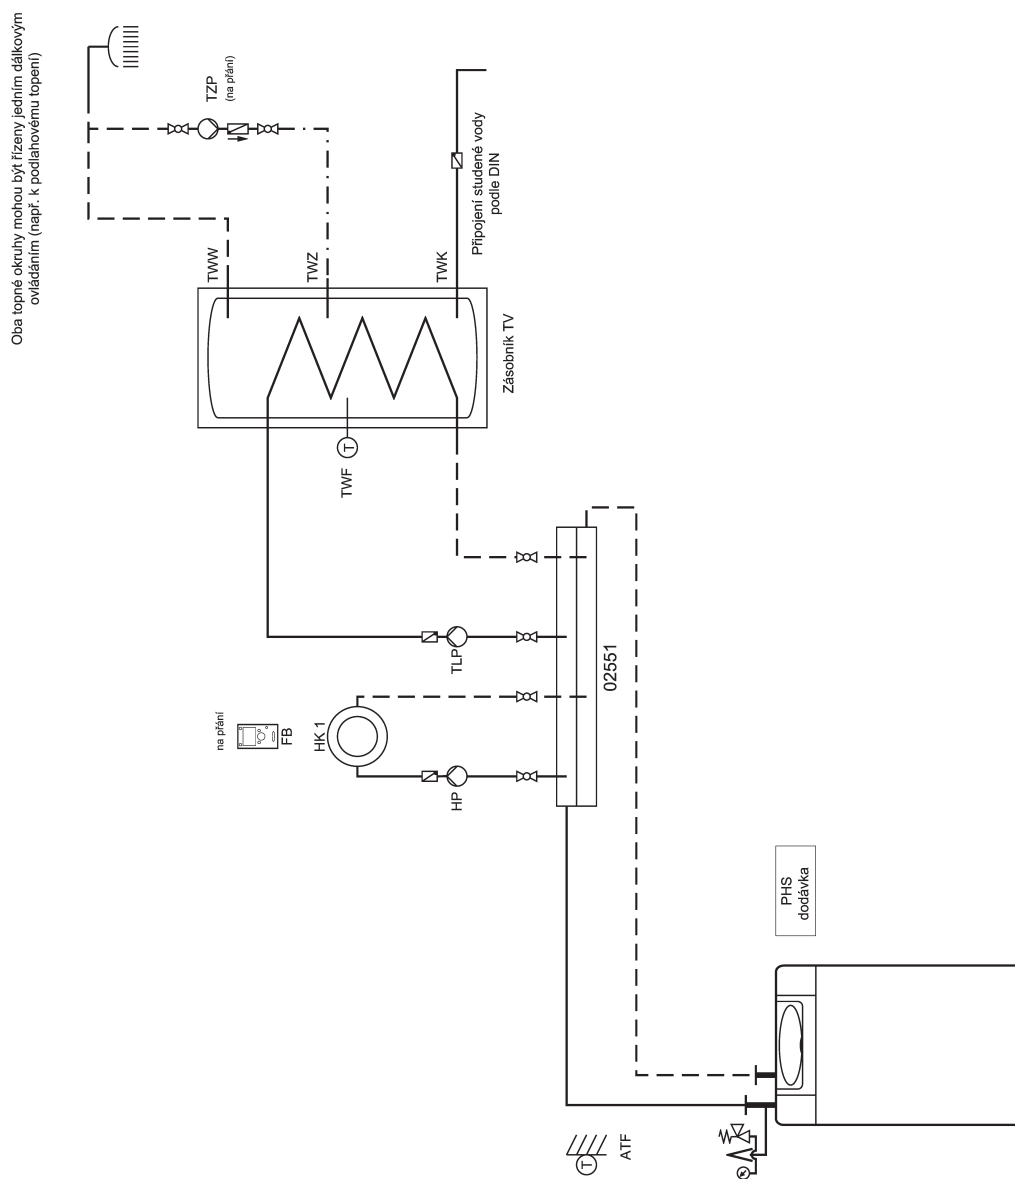 Oba topné okruhy mohou být řízeny jedním dálkovým
ovládáním (např. k podlahovému topení)
TZP
(na přání)
TWW
TWZ
TWK
Připojení studené vody
podle DIN
Zásobník TV
T
TWF
TLP
02551
na přání
FB
HK 1
HP
PHS
dodávka
T
ATF